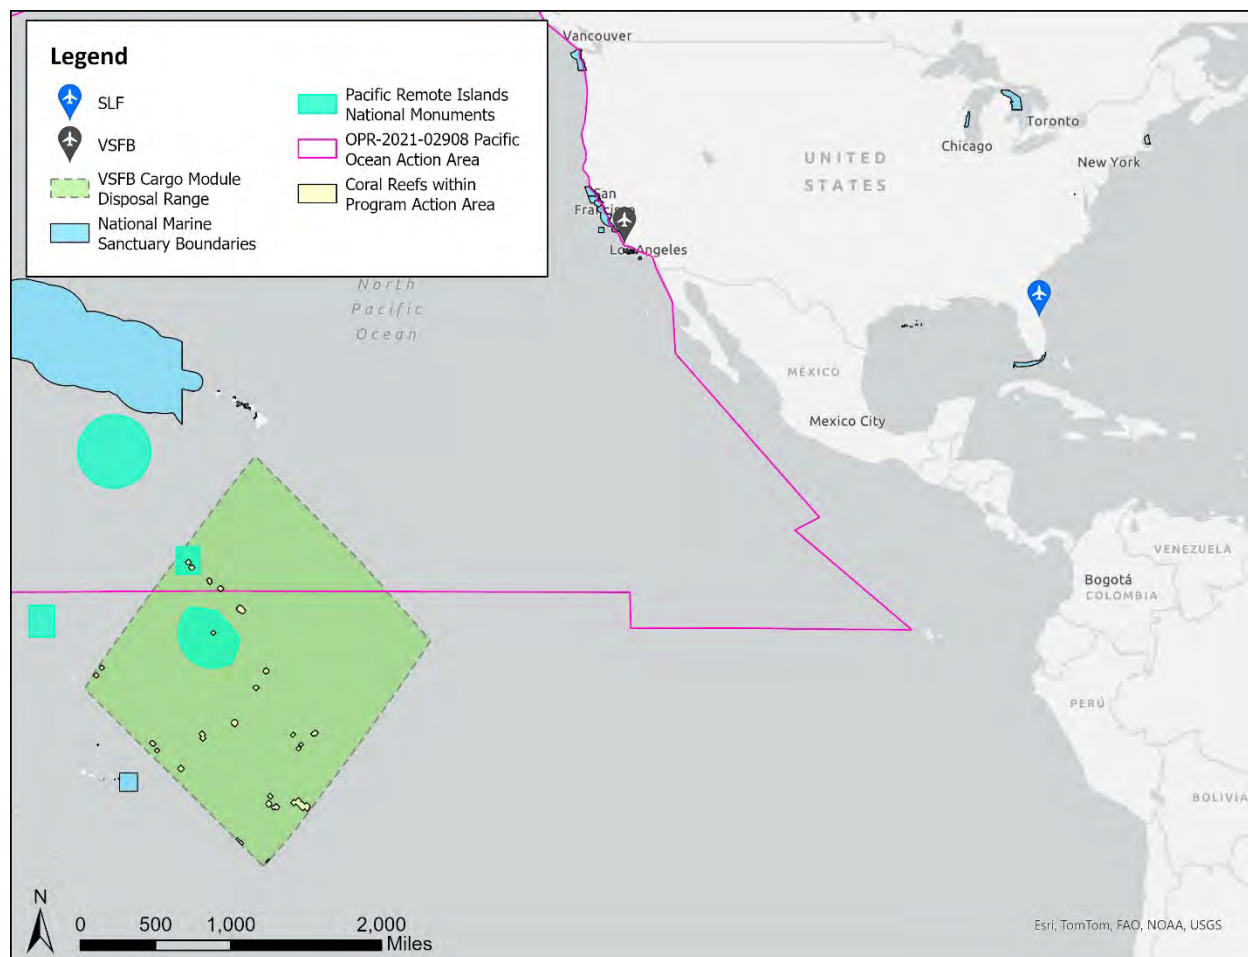 Legend
SLF
VSFB
VSFB Cargo Module
Disposal Range
National Marine
Sanctuary Boundaries
Pacific Remote Islands
National Monuments
OPR-2021-02908 Pacific
Ocean Action Area
Coral Reefs within
Program Action Area
Vancouver
Toronto
Chicago
New York
UNITED
STATES
San
Francisco
Los Angeles
North
Pacific
Ocean
MÉXICO
Mexico City
VENEZUELA
Bogotá
COLOMBIA
PERÚ
BOLIVIA
N
0 500 1,000 2,000
Miles
Esri, TomTom, FAO, NOAA, USGS